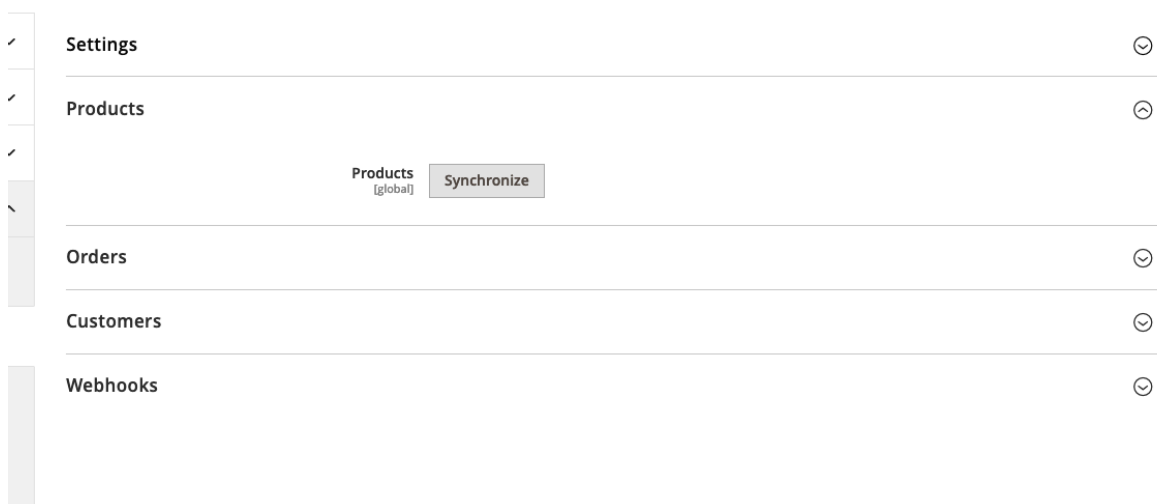 Settings
Products
Products
[global]
Synchronize
Orders
Customers
Webhooks